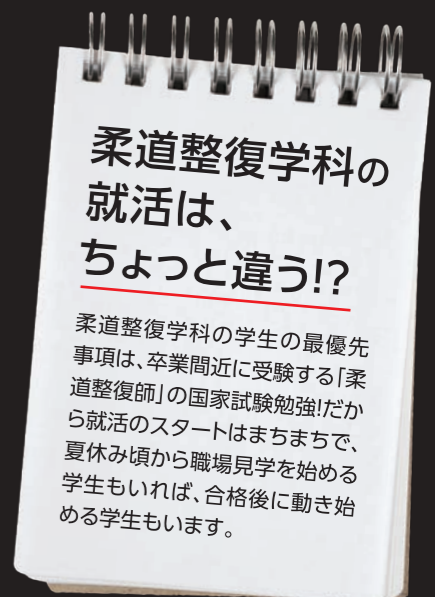 柔道整復学科の
就活は、
ちょっと違う!?
柔道整復学科の学生の最優先
事項は、卒業間近に受験する「柔
道整復師」の国家試験勉強!だか
ら就活のスタートはまちまちで、
夏休み頃から職場見学を始める
学生もいれば、合格後に動き始
める学生もいます。